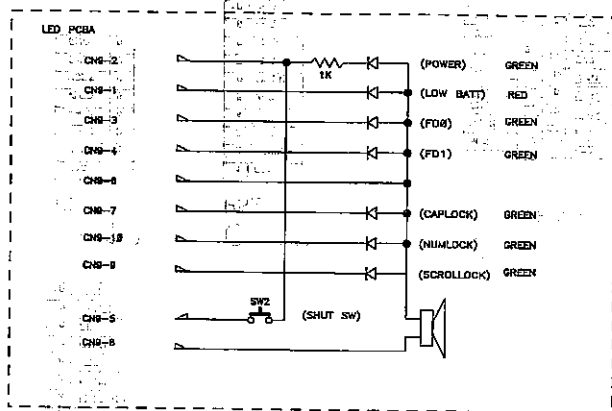 LED PCBA
CN9-2 1K (POWER) GREEN
CN9-1 (LOW BATT) RED
CN9-3 (FD0) GREEN
CN9-4 (FD1) GREEN
CN9-6
CN9-7 (CAPLOCK) GREEN
CN9-10 (NUMLOCK) GREEN
CN9-9 (SCROLLOCK) GREEN
CN9-5 SW2 (SHUT SW)
CN9-8